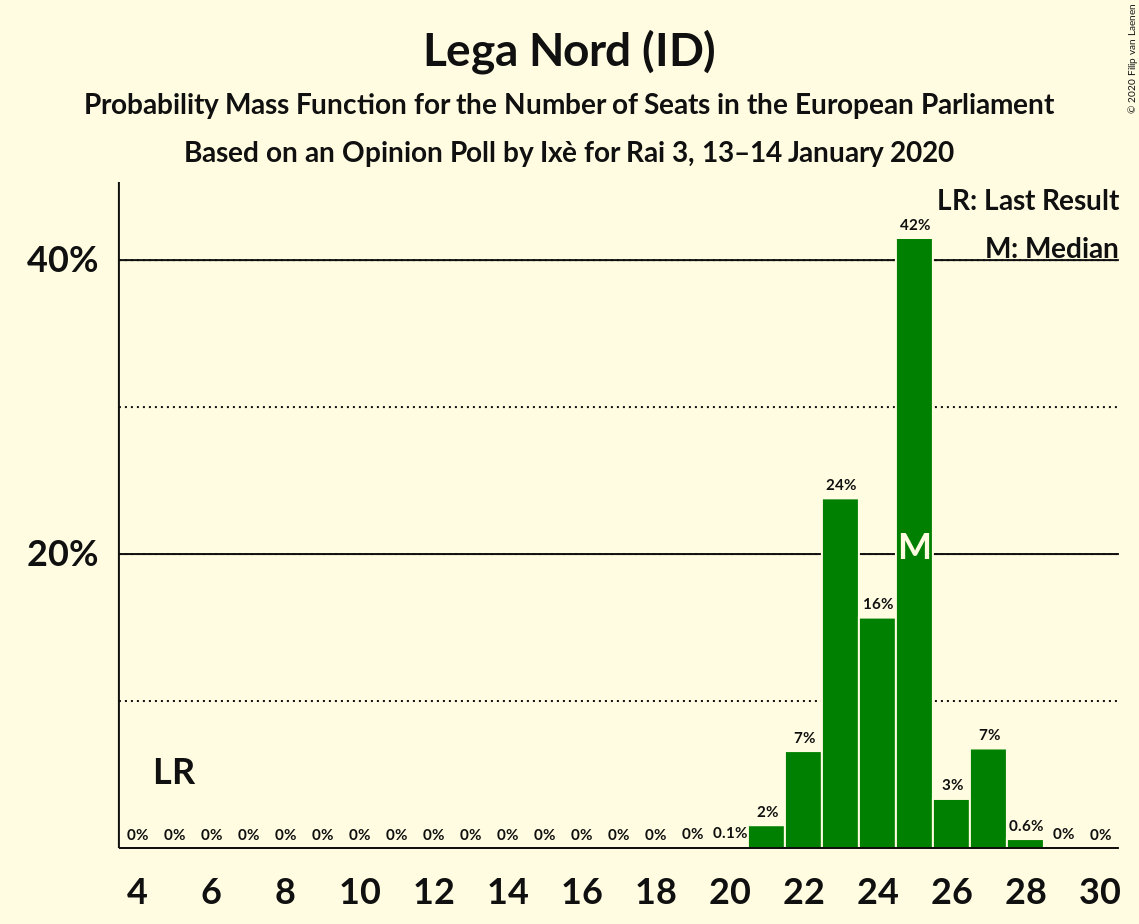 Lega Nord (ID)
Probability Mass Function for the Number of Seats in the European Parliament
Based on an Opinion Poll by Ixè for Rai 3, 13–14 January 2020
© 2020 Filip van Laenen
LR: Last Result
M: Median
40%
20%
LR
M
0% 0% 0% 0% 0% 0% 0% 0% 0% 0% 0% 0% 0% 0% 0% 0% 0.1% 2% 7% 24% 16% 42% 3% 7% 0.6% 0% 0%
4 6 8 10 12 14 16 18 20 22 24 26 28 30